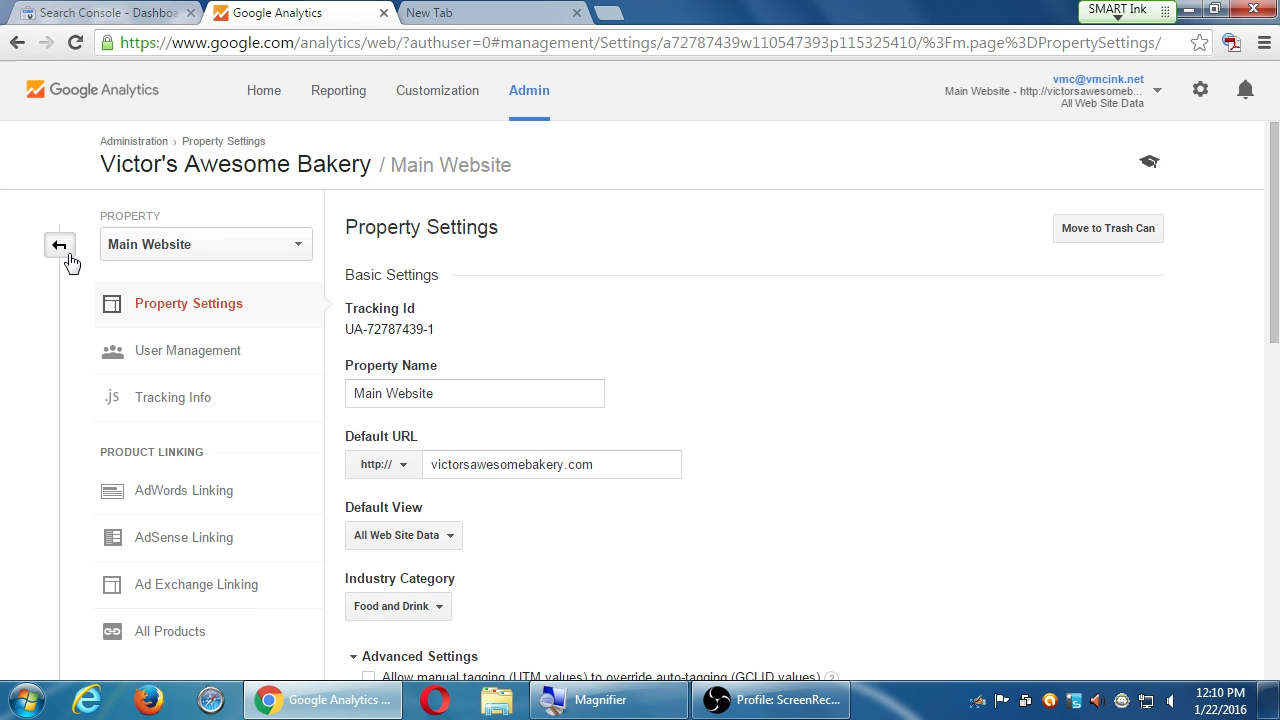 Search Console - Dashboa
Google Analytics
New Tab
SMART Ink
https://www.google.com/analytics/web/?authuser=0#management/Settings/a72787439w110547393p115325410/%3Fm.page%3DPropertySettings/
Google Analytics
Home
Reporting
Customization
Admin
vmc@vmcink.net
Main Website - http://victorsawesomeb...
All Web Site Data
Administration › Property Settings
Victor's Awesome Bakery / Main Website
PROPERTY
Main Website
Property Settings
User Management
.js Tracking Info
PRODUCT LINKING
AdWords Linking
AdSense Linking
Ad Exchange Linking
All Products
Property Settings
Move to Trash Can
Basic Settings
Tracking Id
UA-72787439-1
Property Name
Main Website
Default URL
http://
victorsawesomebakery.com
Default View
All Web Site Data
Industry Category
Food and Drink
Advanced Settings
Allow manual tagging (UTM values) to override auto-tagging (GCLID values) ?
Google Analytics ...
Magnifier
Profile: ScreenRec...
12:10 PM
1/22/2016